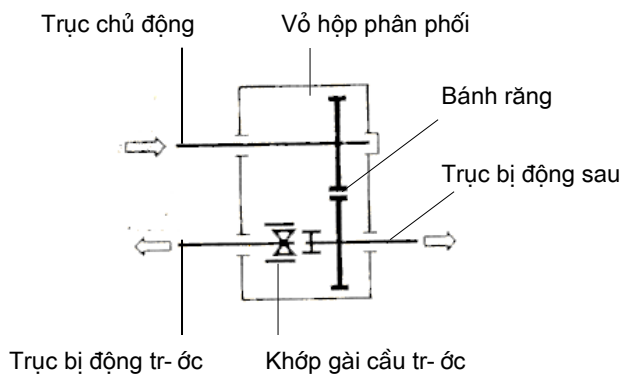 Trục chủ động
Vỏ hộp phân phối
Bánh răng
Trục bị động sau
Trục bị động tr- ớc
Khớp gài cầu tr- ớc